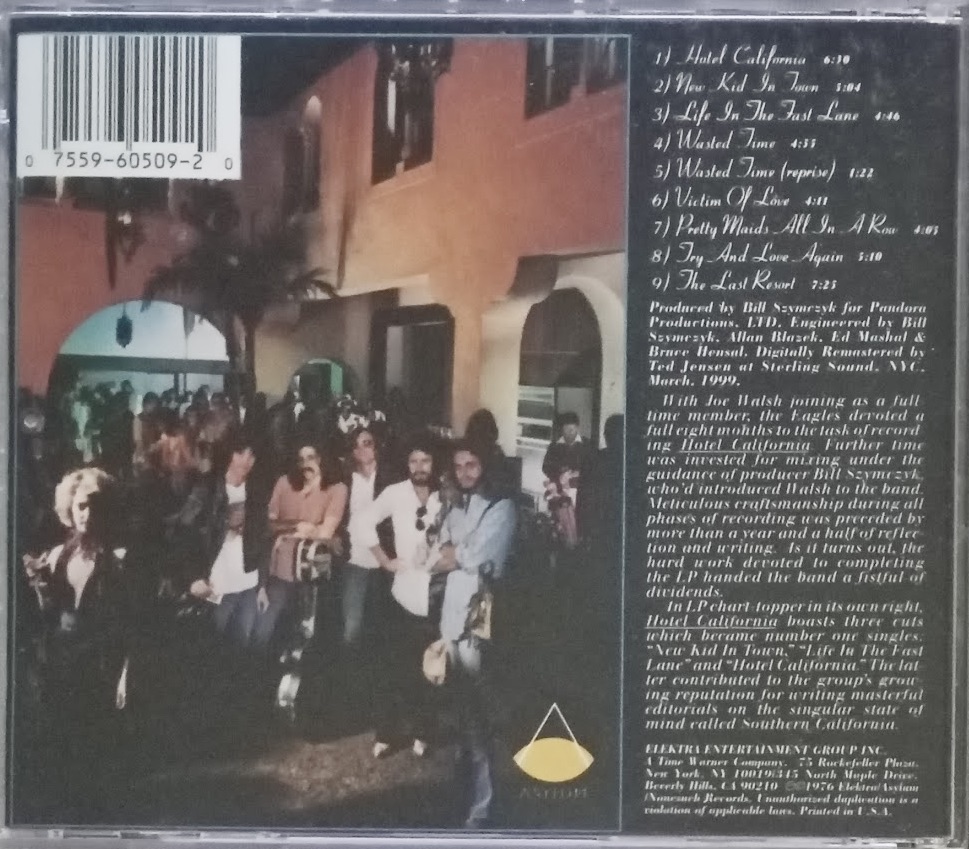 0 7559-60509-2 0
1) Hotel California 6:30
2) New Kid In Town 5:04
3) Life In The Fast Lane 4:46
4) Wasted Time 4:55
5) Wasted Time (reprise) 1:22
6) Victim Of Love 4:11
7) Pretty Maids All In A Row 4:05
8) Try And Love Again 5:10
9) The Last Resort 7:25
Produced by Bill Szymczyk for Pandora
Productions, LTD. Engineered by Bill
Szymczyk, Allan Blazek, Ed Mashal &
Bruce Hensal. Digitally Remastered by
Ted Jensen at Sterling Sound, NYC,
March, 1999.
With Joe Walsh joining as a full
time member, the Eagles devoted a
full eight months to the task of record
ing Hotel California. Further time
was invested for mixing under the
guidance of producer Bill Szymczyk,
who'd introduced Walsh to the band.
Meticulous craftsmanship during all
phases of recording was preceded by
more than a year and a half of reflec-
tion and writing. As it turns out, the
hard work devoted to completing
the LP handed the band a fistful of
dividends.
In LP chart-topper in its own right,
Hotel California boasts three cuts
which became number one singles:
"New Kid In Town," "Life In The Fast
Lane" and "Hotel California." The lat-
ter contributed to the group's grow-
ing reputation for writing masterful
editorials on the singular state of
mind called Southern California.
ELEKTRA ENTERTAINMENT GROUP INC.
A Time Warner Company. 75 Rockefeller Plaza,
New York, NY 10019/345 North Maple Drive,
Beverly Hills, CA 90210 ©℗1976 Elektra/Asylum
/Nonesuch Records. Unauthorized duplication is a
violation of applicable laws. Printed in U.S.A.
ASYLUM